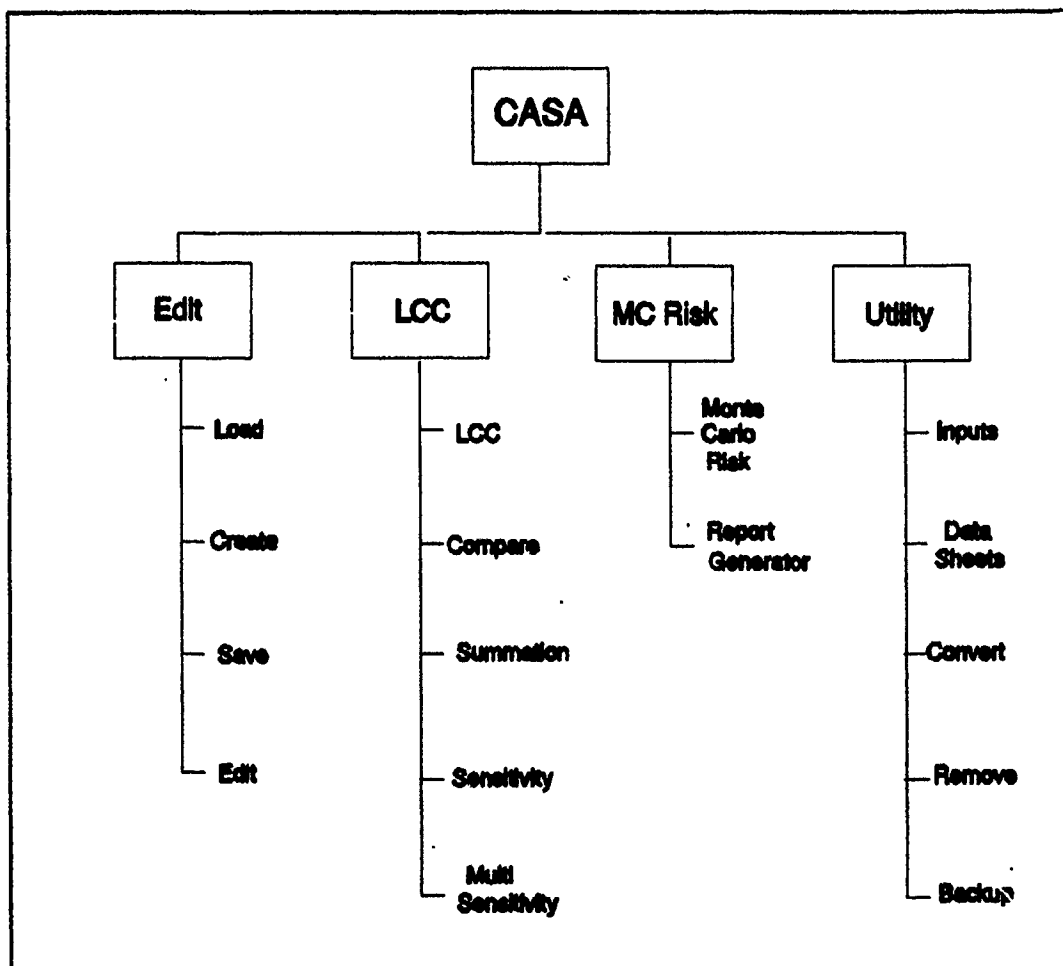 CASA
Edit
LCC
MC Risk
Utility
Load
Create
Save
Edit
LCC
Compare
Summation
Sensitivity
Multi
Sensitivity
Monte
Carlo
Risk
Report
Generator
Inputs
Data
Sheets
Convert
Remove
Backup